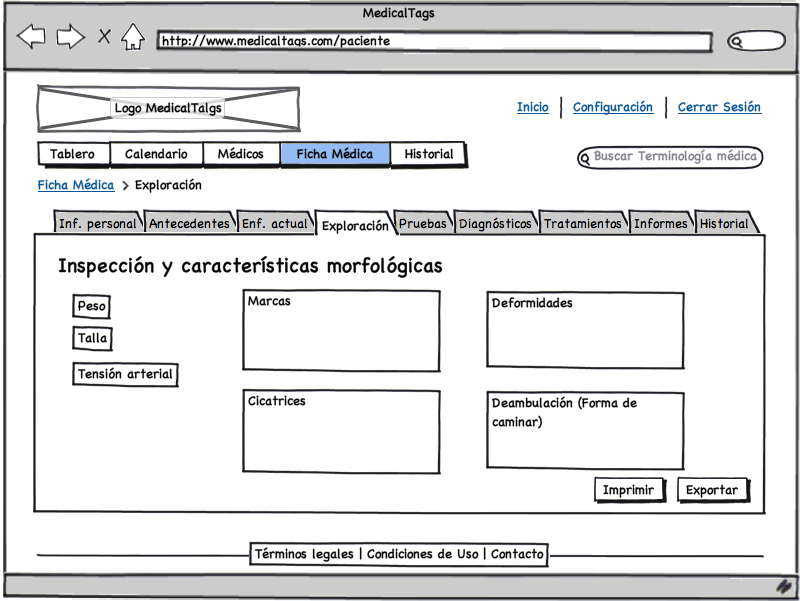 MedicalTags
http://www.medicaltags.com/paciente
Logo MedicalTalgs
Inicio | Configuración | Cerrar Sesión
Tablero Calendario Médicos Ficha Médica Historial
Buscar Terminología médica
Ficha Médica > Exploración
Inf. personal Antecedentes Enf. actual Exploración Pruebas Diagnósticos Tratamientos Informes Historial
Inspección y características morfológicas
Peso
Talla
Tensión arterial
Marcas
Cicatrices
Deformidades
Deambulación (Forma de
caminar)
Imprimir Exportar
Términos legales | Condiciones de Uso | Contacto